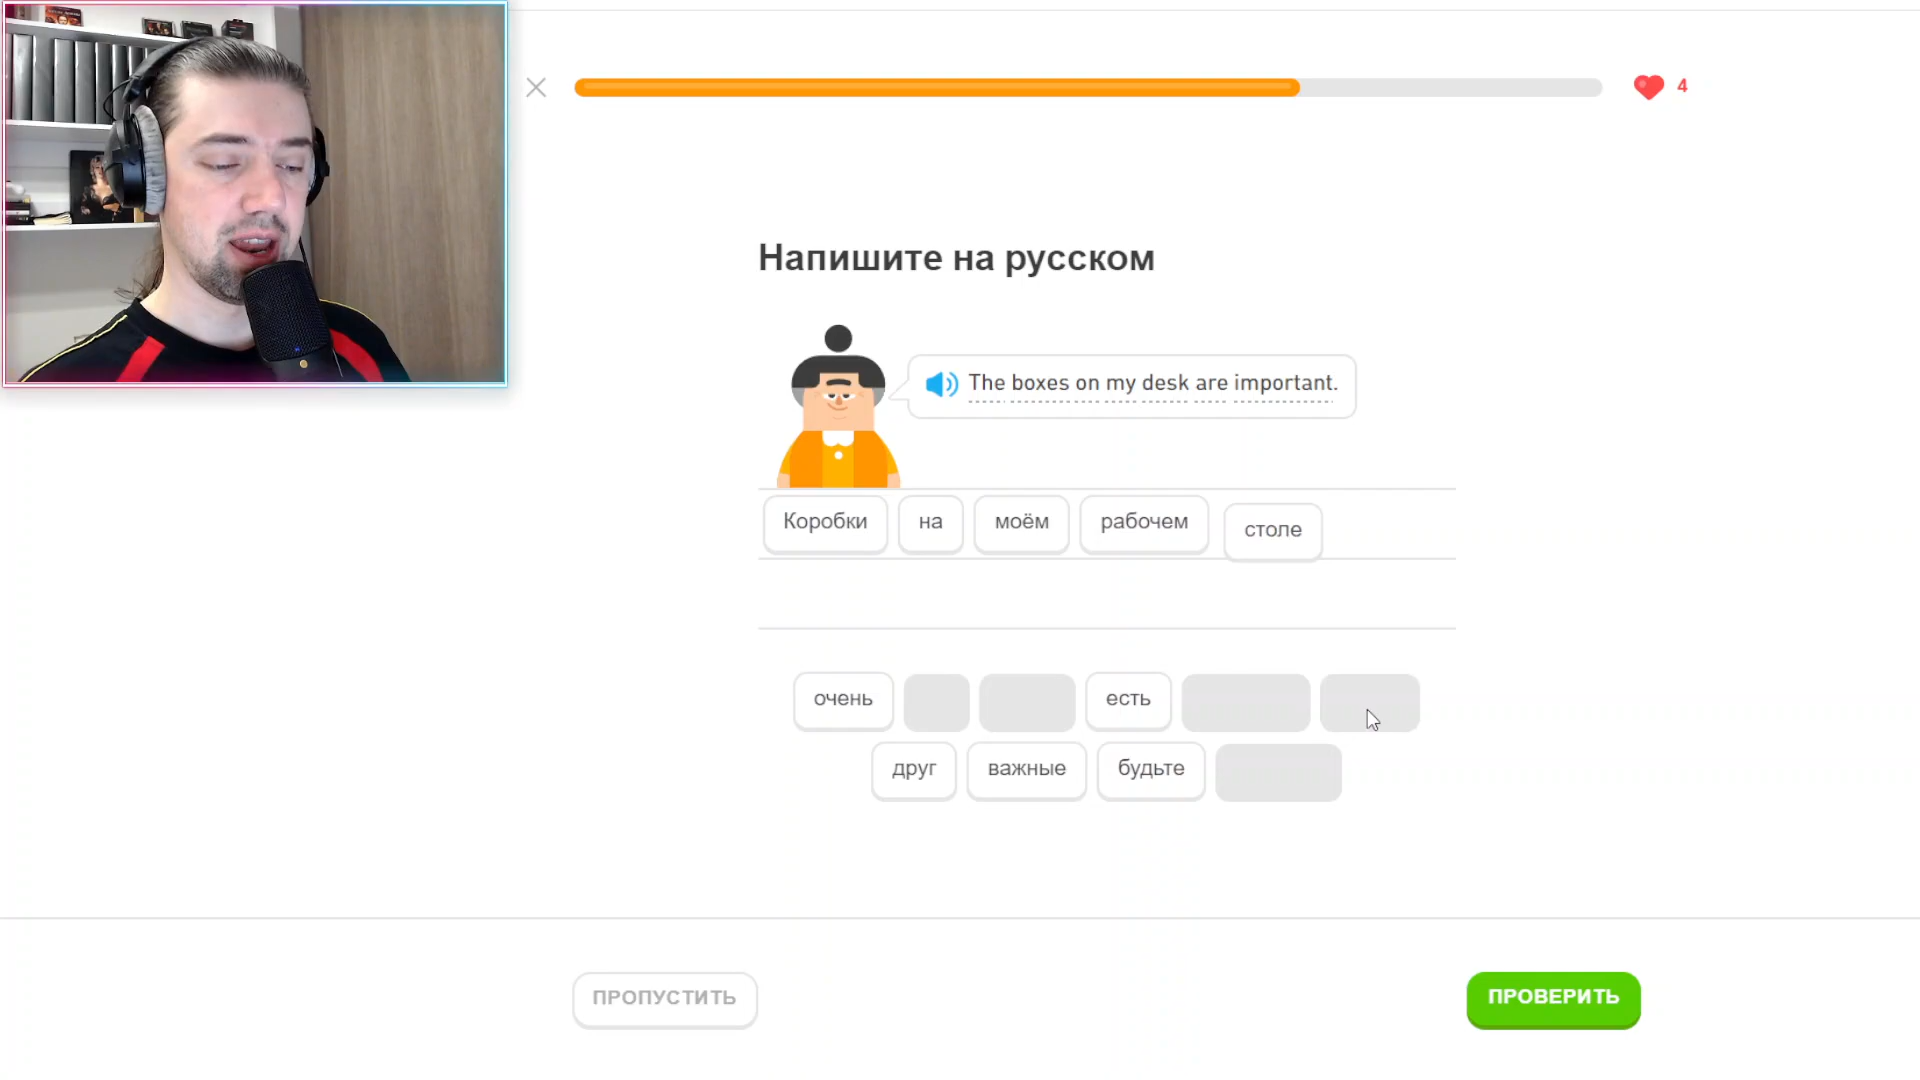 4
Напишите на русском
The boxes on my desk are important.
Коробки на моём рабочем столе
очень есть
друг важные будьте
ПРОПУСТИТЬ ПРОВЕРИТЬ